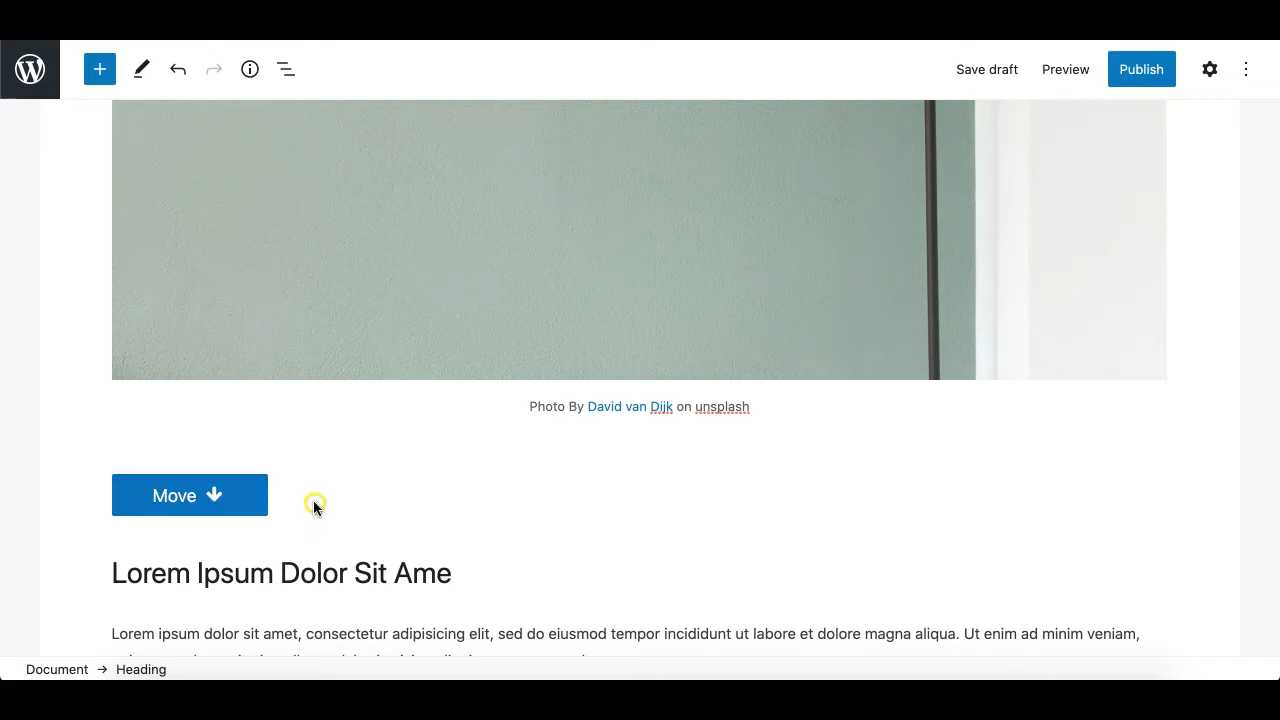 Save draft Preview Publish
Photo By David van Dijk on unsplash
Move
Lorem Ipsum Dolor Sit Ame
Lorem ipsum dolor sit amet, consectetur adipisicing elit, sed do eiusmod tempor incididunt ut labore et dolore magna aliqua. Ut enim ad minim veniam,
Document → Heading